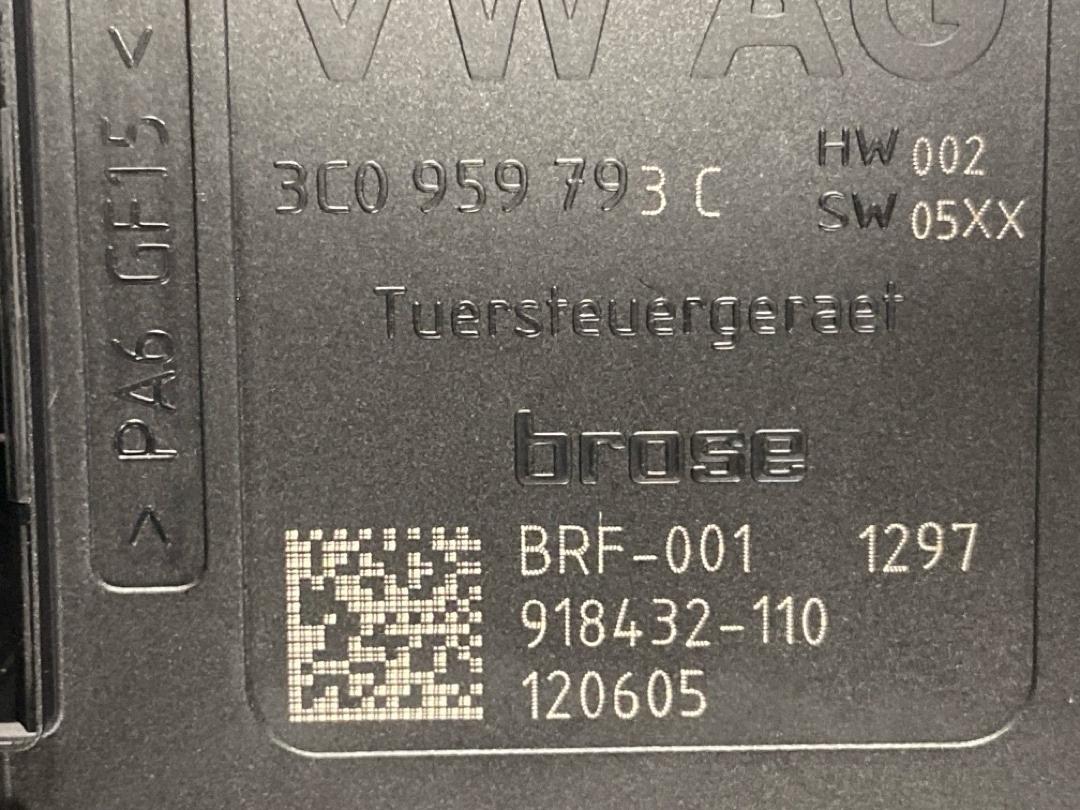 VW AG
3C0 959 793 C
HW 002
SW 05XX
Tuersteuergeraet
brose
BRF-001 1297
918432-110
120605
> PA6 GF15 <